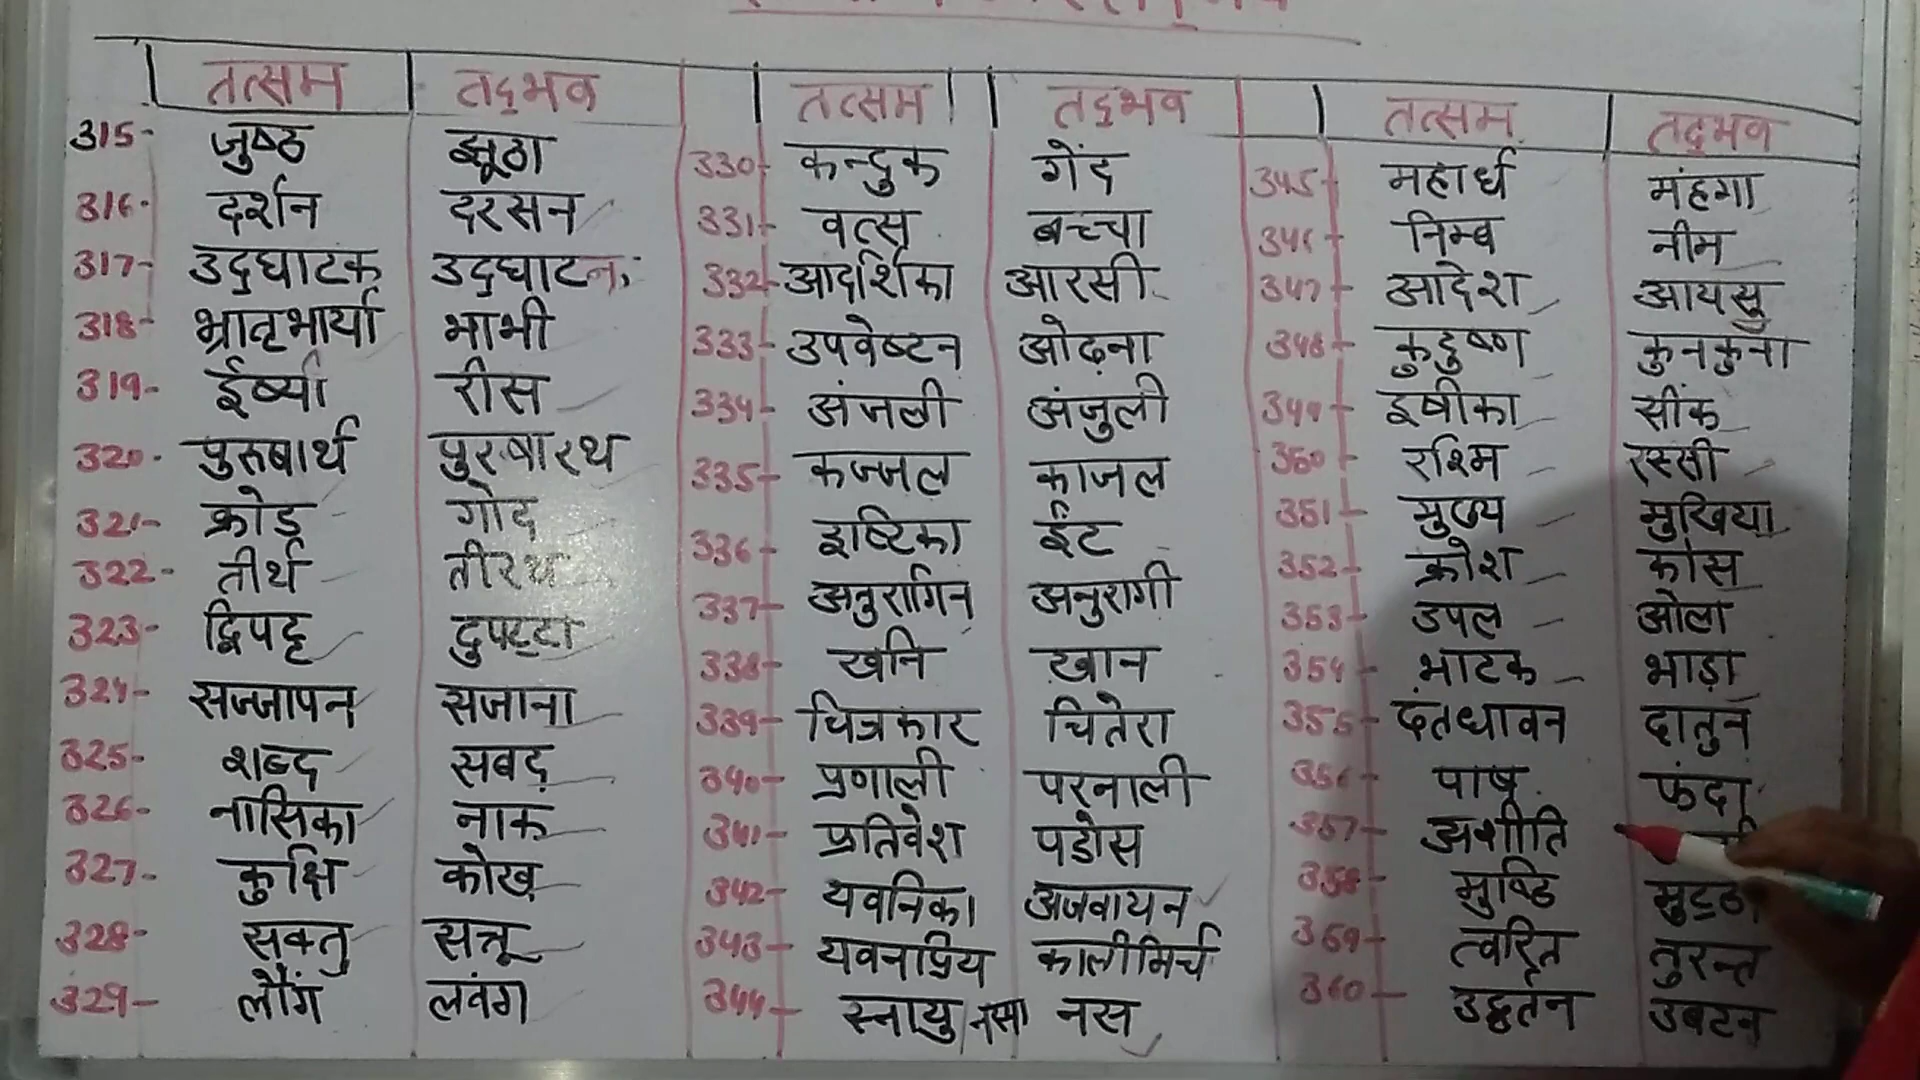 तत्सम तद्भव तत्सम तद्भव तत्सम तद्भव
315- जुष्ठ झूठा 330- कन्दुक गेंद 345- महार्ध मंहगा
316- दर्शन दरसन 331- वत्स बच्चा 346- निम्ब नीम
317- उद्घाटक उद्घाटन 332- आदर्शिका आरसी 347- आदेश आयसु
318- भ्रातृभार्या भाभी 333- उपवेष्टन ओढ़ना 348- कुदुष्ण कुनकुना
319- ईर्ष्या रीस 334- अंजली अंजुली 349- इषीका सींक
320- पुरुषार्थ पुरषारथ 335- कज्जल काजल 350- रश्मि रस्सी
321- क्रोड गोद 336- इष्टिका ईंट 351- मुख्य मुखिया
322- तीर्थ तीरथ 337- अनुरागिन अनुरागी 352- क्रोश कोस
323- द्विपट्ट दुपट्टा 338- खनि खान 353- उपल ओला
324- सज्जापन सजाना 339- चित्रकार चितेरा 354- भाटक भाड़ा
325- शब्द सबद 340- प्रणाली परनाली 355- दंतधावन दातुन
326- नासिका नाक 341- प्रतिवेश पडोस 356- पाष फंदा
327- कुक्षि कोख 342- यवनिका अजवायन 357- अशीति
328- सक्तु सत्तू 343- यवनप्रिय कालीमिर्च 358- मुष्ठि
329- लौंग लवंग 344- स्नायु नसा नस 359- त्वरित तुरन्त
360- उद्वर्तन उबटन